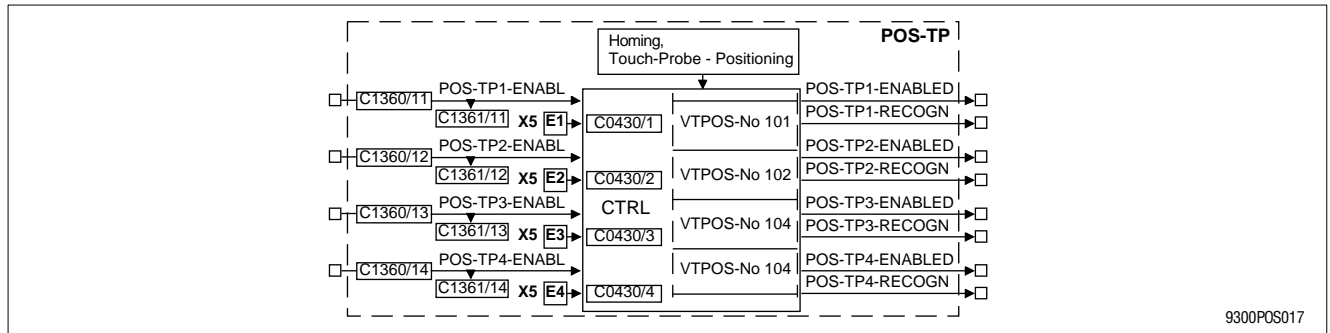 POS-TP
Homing,
Touch-Probe - Positioning
C1360/11 POS-TP1-ENABL POS-TP1-ENABLED
C1361/11 X5 E1 C0430/1 VTPOS-No 101 POS-TP1-RECOGN
C1360/12 POS-TP2-ENABL POS-TP2-ENABLED
C1361/12 X5 E2 C0430/2 VTPOS-No 102 POS-TP2-RECOGN
C1360/13 POS-TP3-ENABL CTRL POS-TP3-ENABLED
C1361/13 X5 E3 C0430/3 VTPOS-No 104 POS-TP3-RECOGN
C1360/14 POS-TP4-ENABL POS-TP4-ENABLED
C1361/14 X5 E4 C0430/4 VTPOS-No 104 POS-TP4-RECOGN
9300POS017